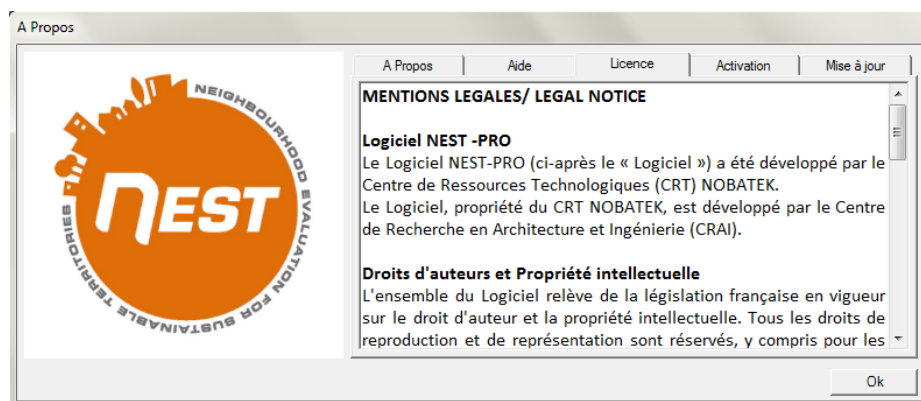 A Propos
NEIGHBOURHOOD EVALUATION FOR SUSTAINABLE TERRITORIES
nEST
A Propos Aide Licence Activation Mise à jour
MENTIONS LEGALES/ LEGAL NOTICE
Logiciel NEST -PRO
Le Logiciel NEST-PRO (ci-après le « Logiciel ») a été développé par le
Centre de Ressources Technologiques (CRT) NOBATEK.
Le Logiciel, propriété du CRT NOBATEK, est développé par le Centre
de Recherche en Architecture et Ingénierie (CRAI).
Droits d'auteurs et Propriété intellectuelle
L'ensemble du Logiciel relève de la législation française en vigueur
sur le droit d'auteur et la propriété intellectuelle. Tous les droits de
reproduction et de représentation sont réservés, y compris pour les
Ok